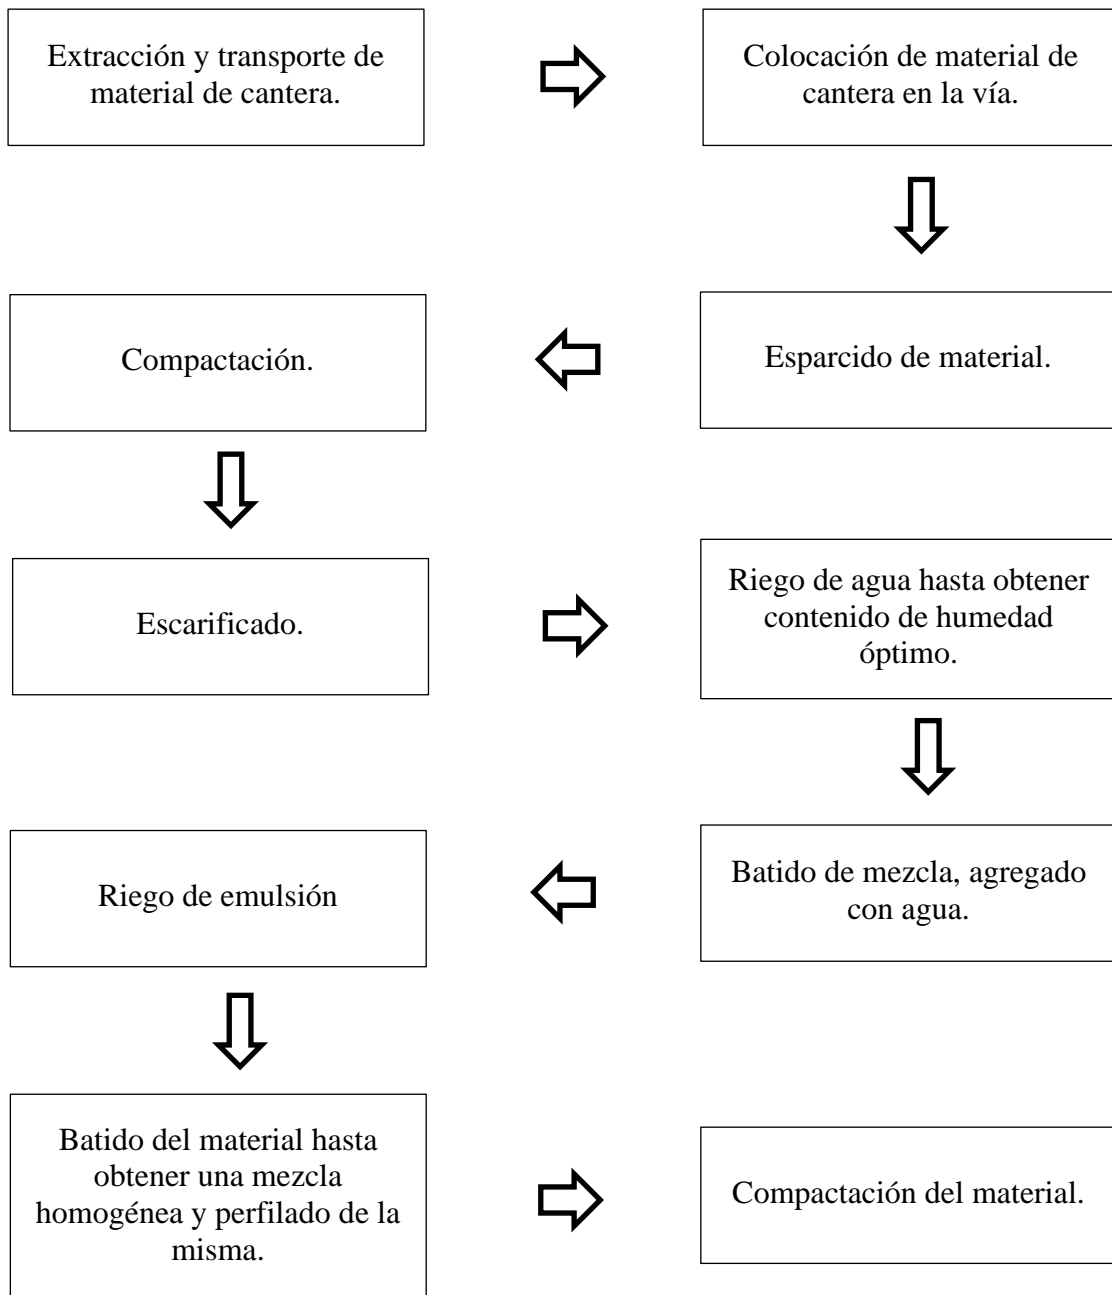 Extracción y transporte de
material de cantera.
Colocación de material de
cantera en la vía.
Esparcido de material.
Compactación.
Escarificado.
Riego de agua hasta obtener
contenido de humedad
óptimo.
Batido de mezcla, agregado
con agua.
Riego de emulsión
Batido del material hasta
obtener una mezcla
homogénea y perfilado de la
misma.
Compactación del material.